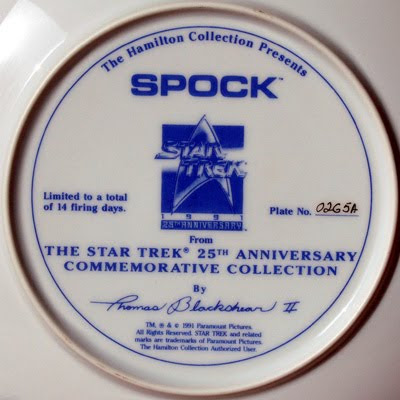 The Hamilton Collection Presents
SPOCK™
STAR
TREK
1991
25TH ANNIVERSARY
Limited to a total
of 14 firing days.
Plate No. 0265A
From
THE STAR TREK® 25TH ANNIVERSARY
COMMEMORATIVE COLLECTION
By
Thomas Blackshear II
TM, ® & © 1991 Paramount Pictures.
All Rights Reserved. STAR TREK and related
marks are trademarks of Paramount Pictures.
The Hamilton Collection Authorized User.